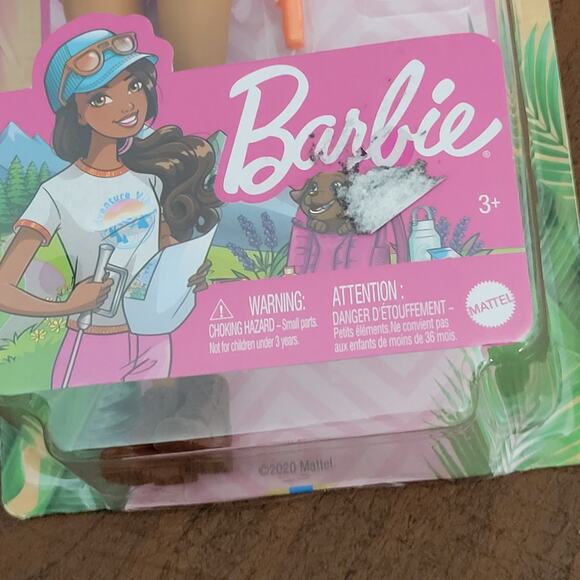 Barbie
®
3+
WARNING:
CHOKING HAZARD – Small parts.
Not for children under 3 years.
ATTENTION :
DANGER D'ÉTOUFFEMENT –
Petits éléments. Ne convient pas
aux enfants de moins de 36 mois.
MATTEL
©2020 Mattel